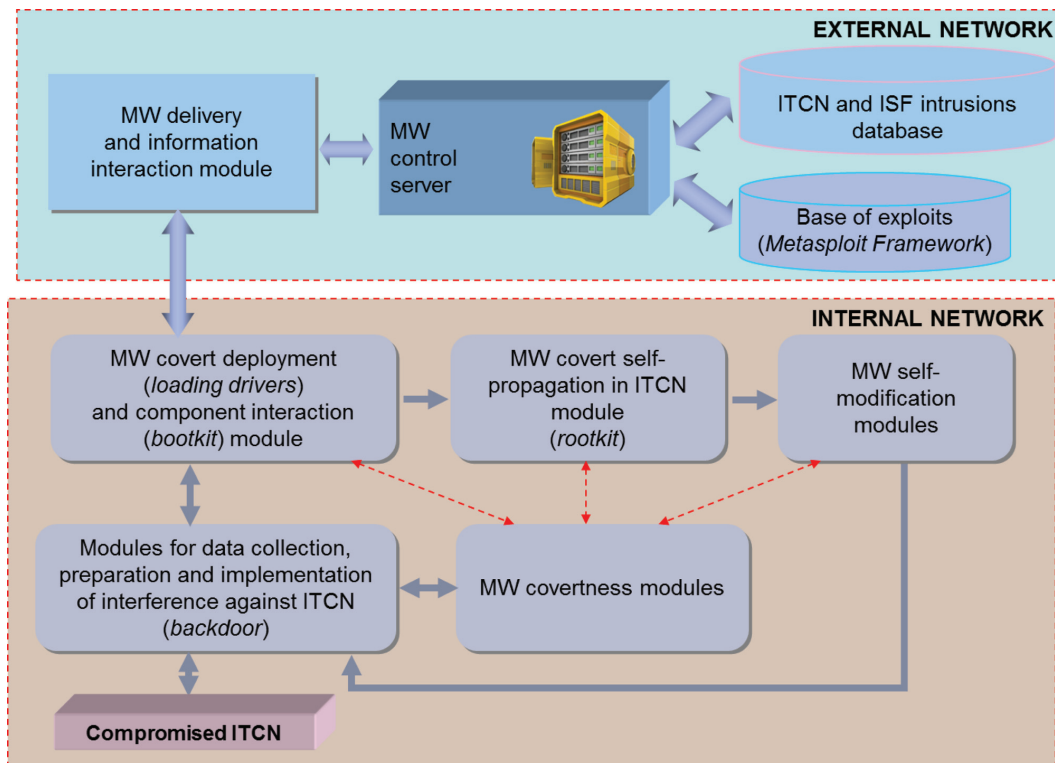 EXTERNAL NETWORK
MW delivery
and information
interaction module
MW
control
server
ITCN and ISF intrusions
database
Base of exploits
(Metasploit Framework)
INTERNAL NETWORK
MW covert deployment
(loading drivers)
and component interaction
(bootkit) module
MW covert self-
propagation in ITCN
module
(rootkit)
MW self-
modification
modules
Modules for data collection,
preparation and implementation
of interference against ITCN
(backdoor)
MW covertness modules
Compromised ITCN